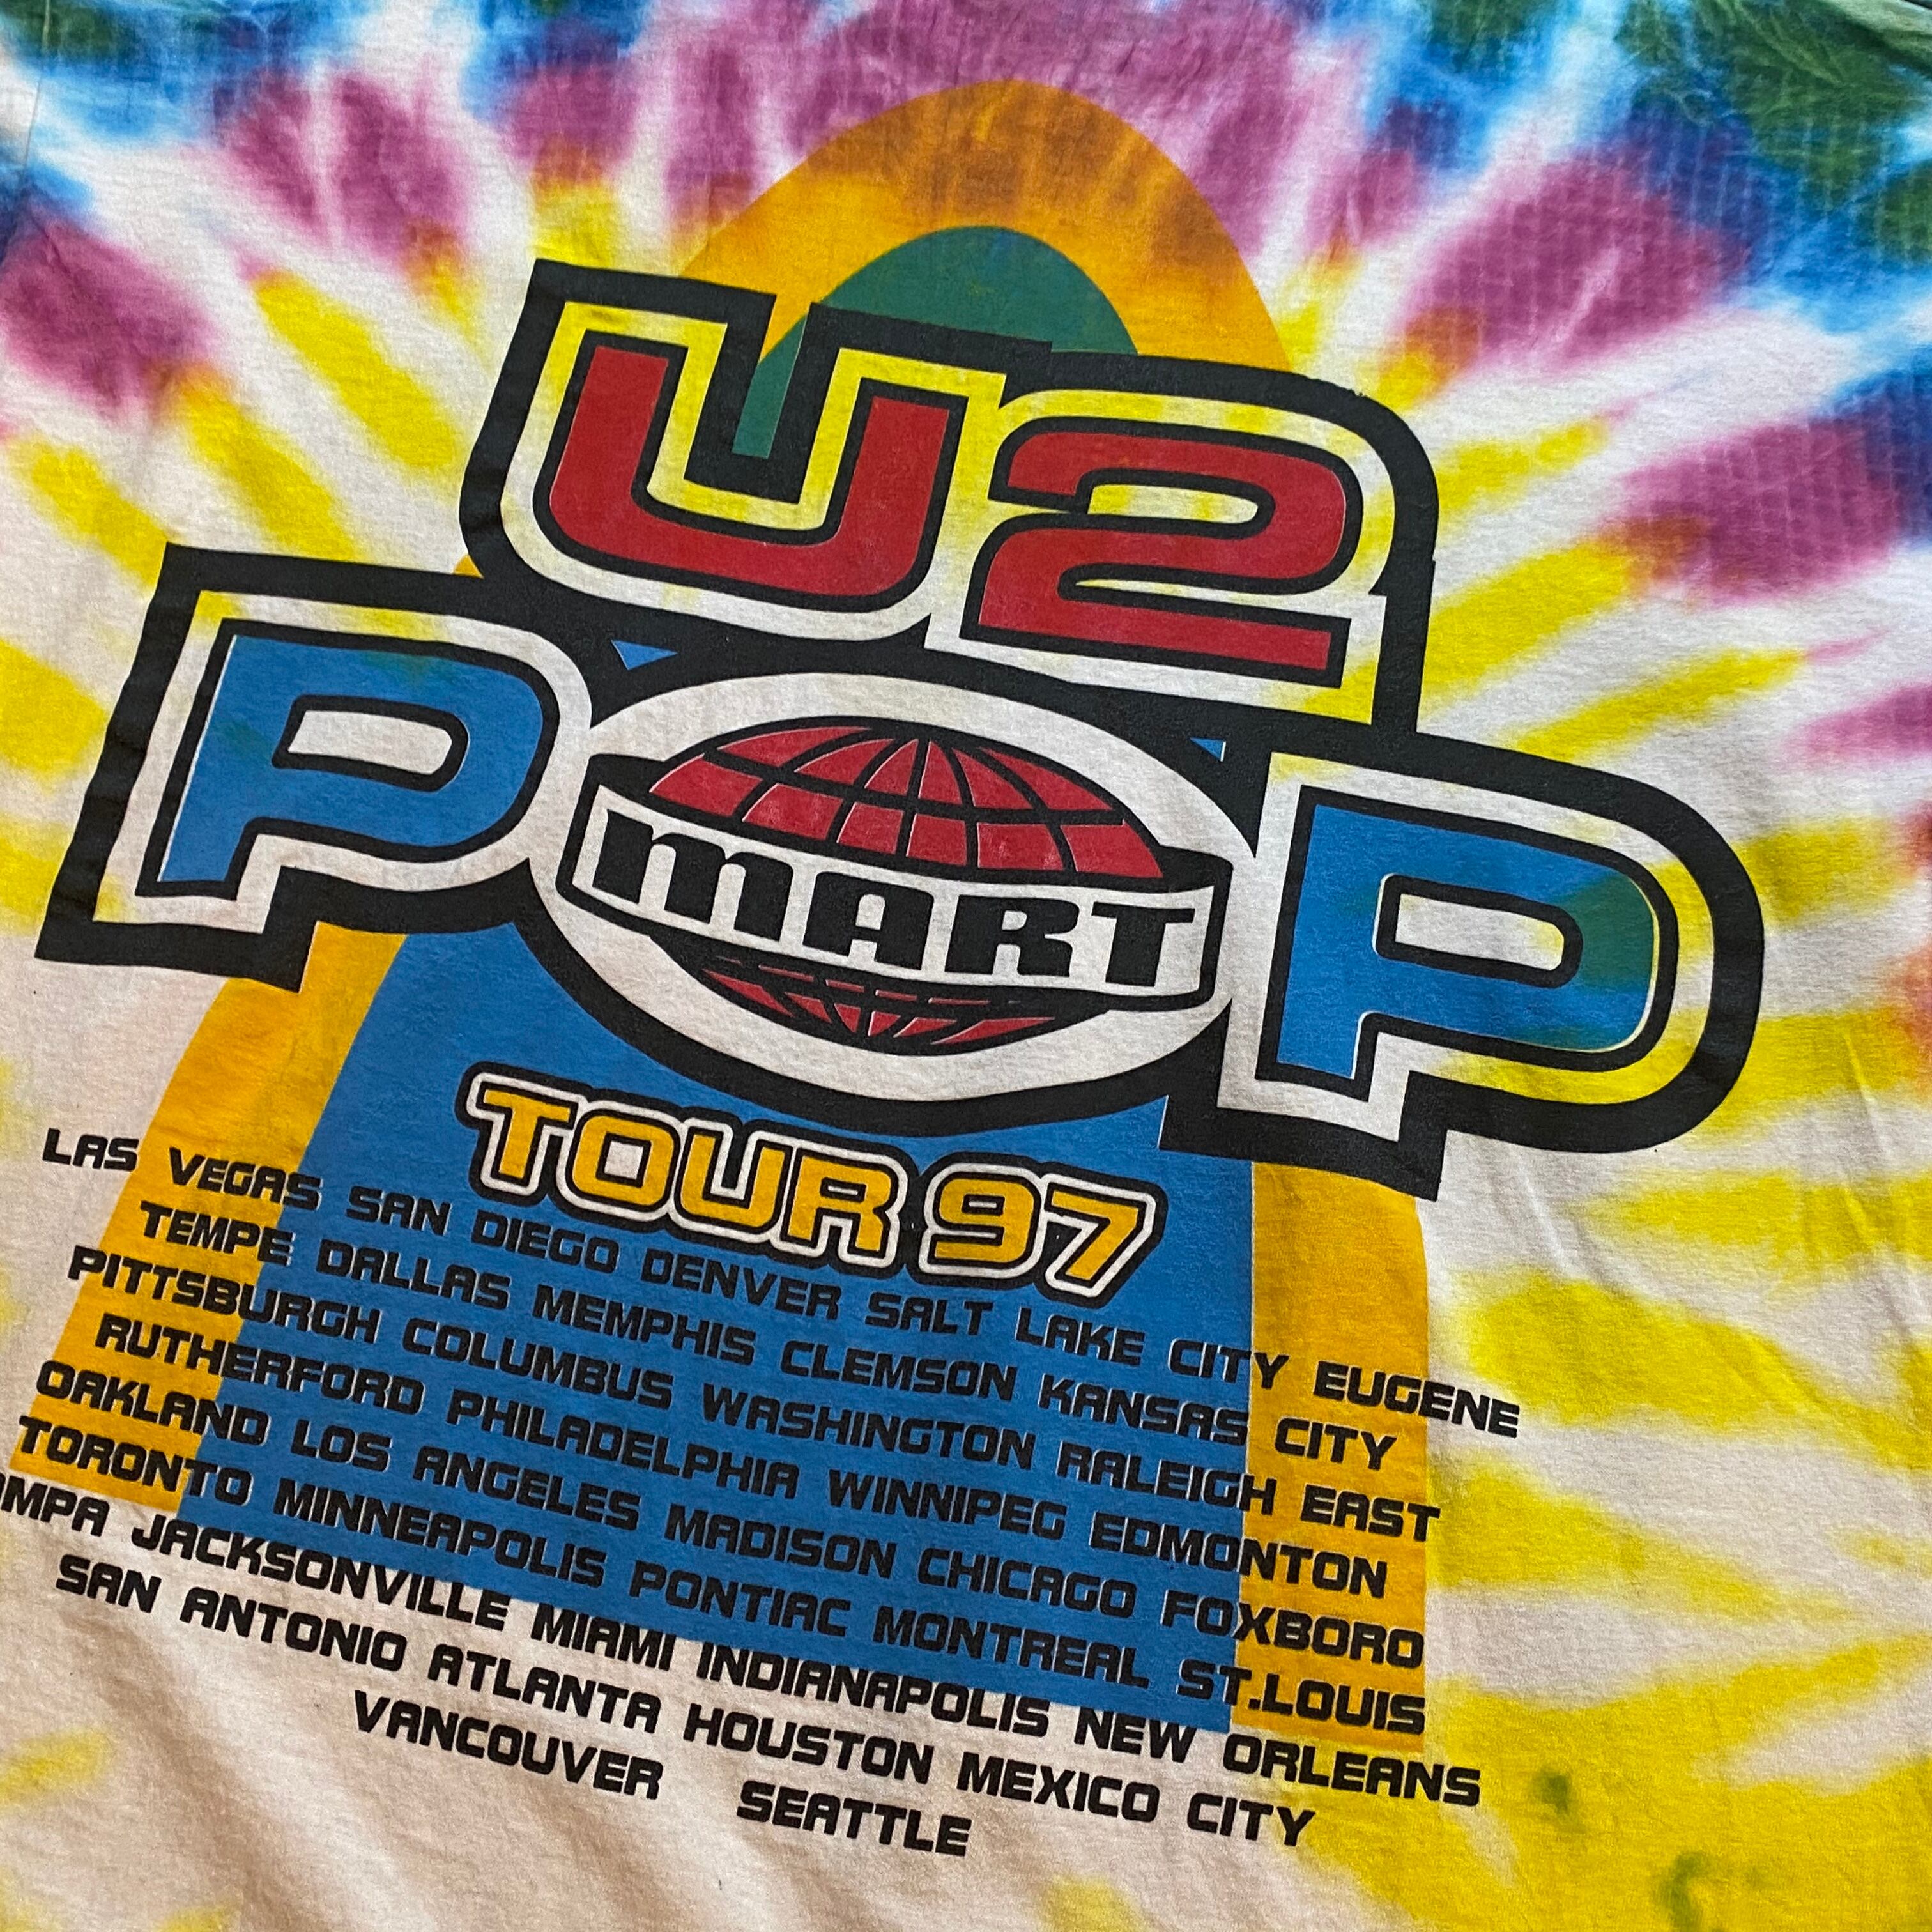 U2
POP
MART
TOUR 97
LAS VEGAS SAN DIEGO DENVER SALT LAKE CITY EUGENE
TEMPE DALLAS MEMPHIS CLEMSON KANSAS CITY
PITTSBURGH COLUMBUS WASHINGTON RALEIGH EAST
RUTHERFORD PHILADELPHIA WINNIPEG EDMONTON
OAKLAND LOS ANGELES MADISON CHICAGO FOXBORO
TORONTO MINNEAPOLIS PONTIAC MONTREAL ST.LOUIS
JACKSONVILLE MIAMI INDIANAPOLIS NEW ORLEANS
SAN ANTONIO ATLANTA HOUSTON MEXICO CITY
VANCOUVER SEATTLE